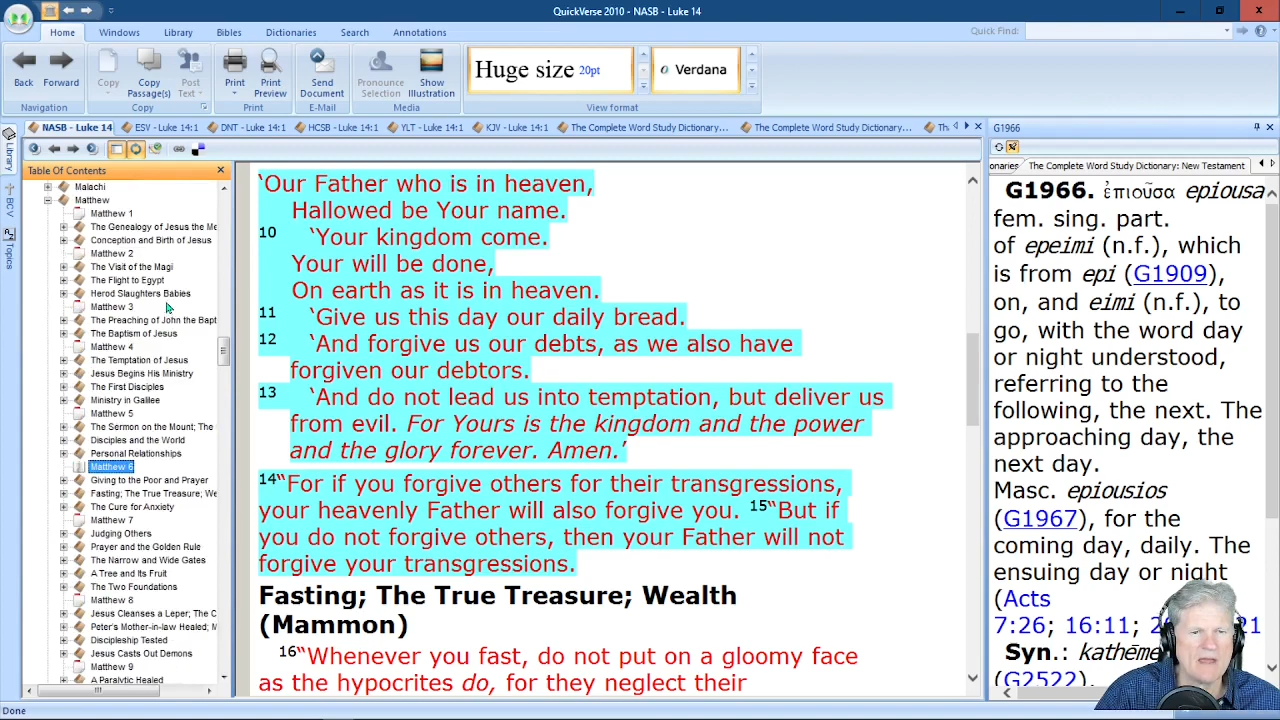 QuickVerse 2010 - NASB - Luke 14
Home Windows Library Bibles Dictionaries Search Annotations Quick Find:
Back Forward Copy Copy Passage(s) Post Text Print Print Preview Send Document Pronounce Selection Show Illustration Huge size 20pt Verdana
Navigation Copy Print E-Mail Media View format
NASB - Luke 14 ESV - Luke 14:1 DNT - Luke 14:1 HCSB - Luke 14:1 YLT - Luke 14:1 KJV - Luke 14:1 The Complete Word Study Dictionary... The Complete Word Study Dictionary... Th
Library
BCV
Topics
Table Of Contents
Malachi
Matthew
Matthew 1
The Genealogy of Jesus the Me
Conception and Birth of Jesus
Matthew 2
The Visit of the Magi
The Flight to Egypt
Herod Slaughters Babies
Matthew 3
The Preaching of John the Bapt
The Baptism of Jesus
Matthew 4
The Temptation of Jesus
Jesus Begins His Ministry
The First Disciples
Ministry in Galilee
Matthew 5
The Sermon on the Mount; The
Disciples and the World
Personal Relationships
Matthew 6
Giving to the Poor and Prayer
Fasting; The True Treasure; We
The Cure for Anxiety
Matthew 7
Judging Others
Prayer and the Golden Rule
The Narrow and Wide Gates
A Tree and Its Fruit
The Two Foundations
Matthew 8
Jesus Cleanses a Leper; The C
Peter's Mother-in-law Healed; M
Discipleship Tested
Jesus Casts Out Demons
Matthew 9
A Paralytic Healed
‘Our Father who is in heaven,
Hallowed be Your name.
10 ‘Your kingdom come.
Your will be done,
On earth as it is in heaven.
11 ‘Give us this day our daily bread.
12 ‘And forgive us our debts, as we also have
forgiven our debtors.
13 ‘And do not lead us into temptation, but deliver us
from evil. For Yours is the kingdom and the power
and the glory forever. Amen.’
14“For if you forgive others for their transgressions,
your heavenly Father will also forgive you. 15“But if
you do not forgive others, then your Father will not
forgive your transgressions.
Fasting; The True Treasure; Wealth
(Mammon)
16“Whenever you fast, do not put on a gloomy face
as the hypocrites do, for they neglect their
G1966
onaries The Complete Word Study Dictionary: New Testament
G1966. ἐπιοῦσα epiousa
fem. sing. part.
of epeimi (n.f.), which
is from epi (G1909),
on, and eimi (n.f.), to
go, with the word day
or night understood,
referring to the
following, the next. The
approaching day, the
next day.
Masc. epiousios
(G1967), for the
coming day, daily. The
ensuing day or night
(Acts
7:26; 16:11;
Syn.: kathēme
(G2522).
Done